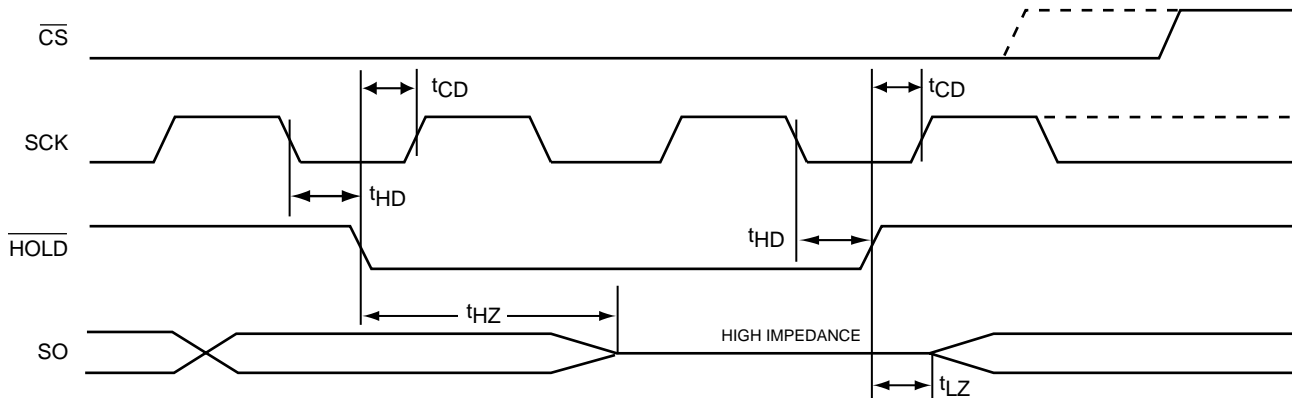 CS
tCD
tCD
SCK
tHD
HOLD
tHD
tHZ
HIGH IMPEDANCE
SO
tLZ